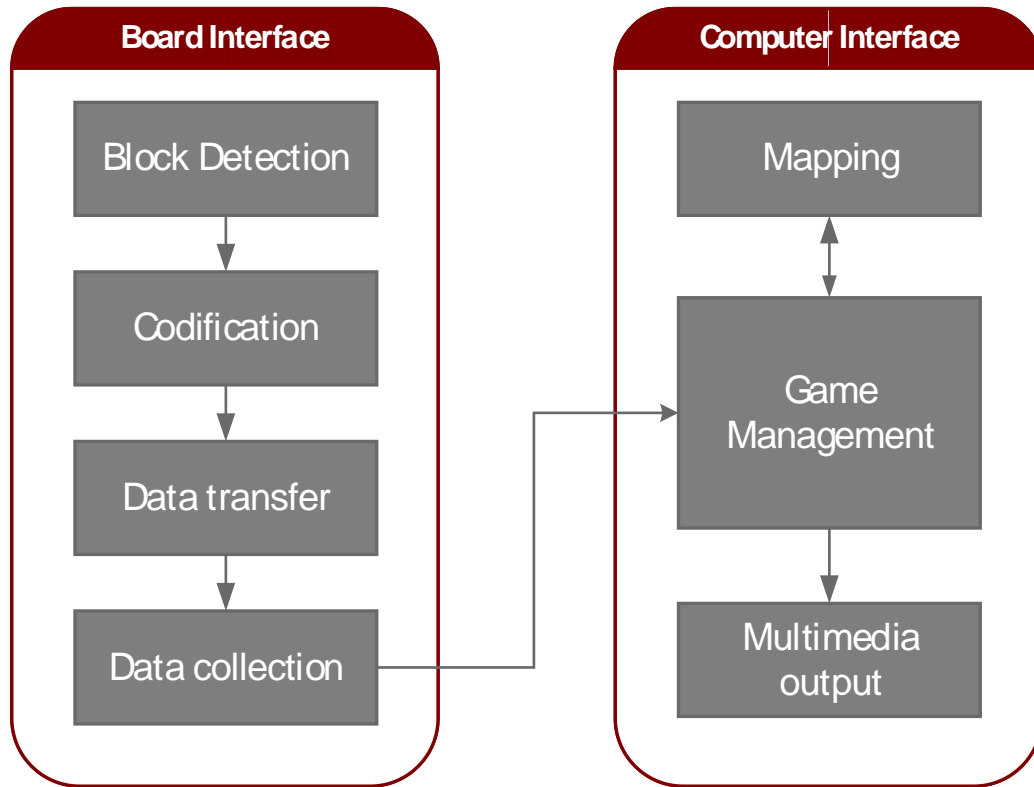 Board Interface
Block Detection
Codification
Data transfer
Data collection
Computer Interface
Mapping
Game
Management
Multimedia
output